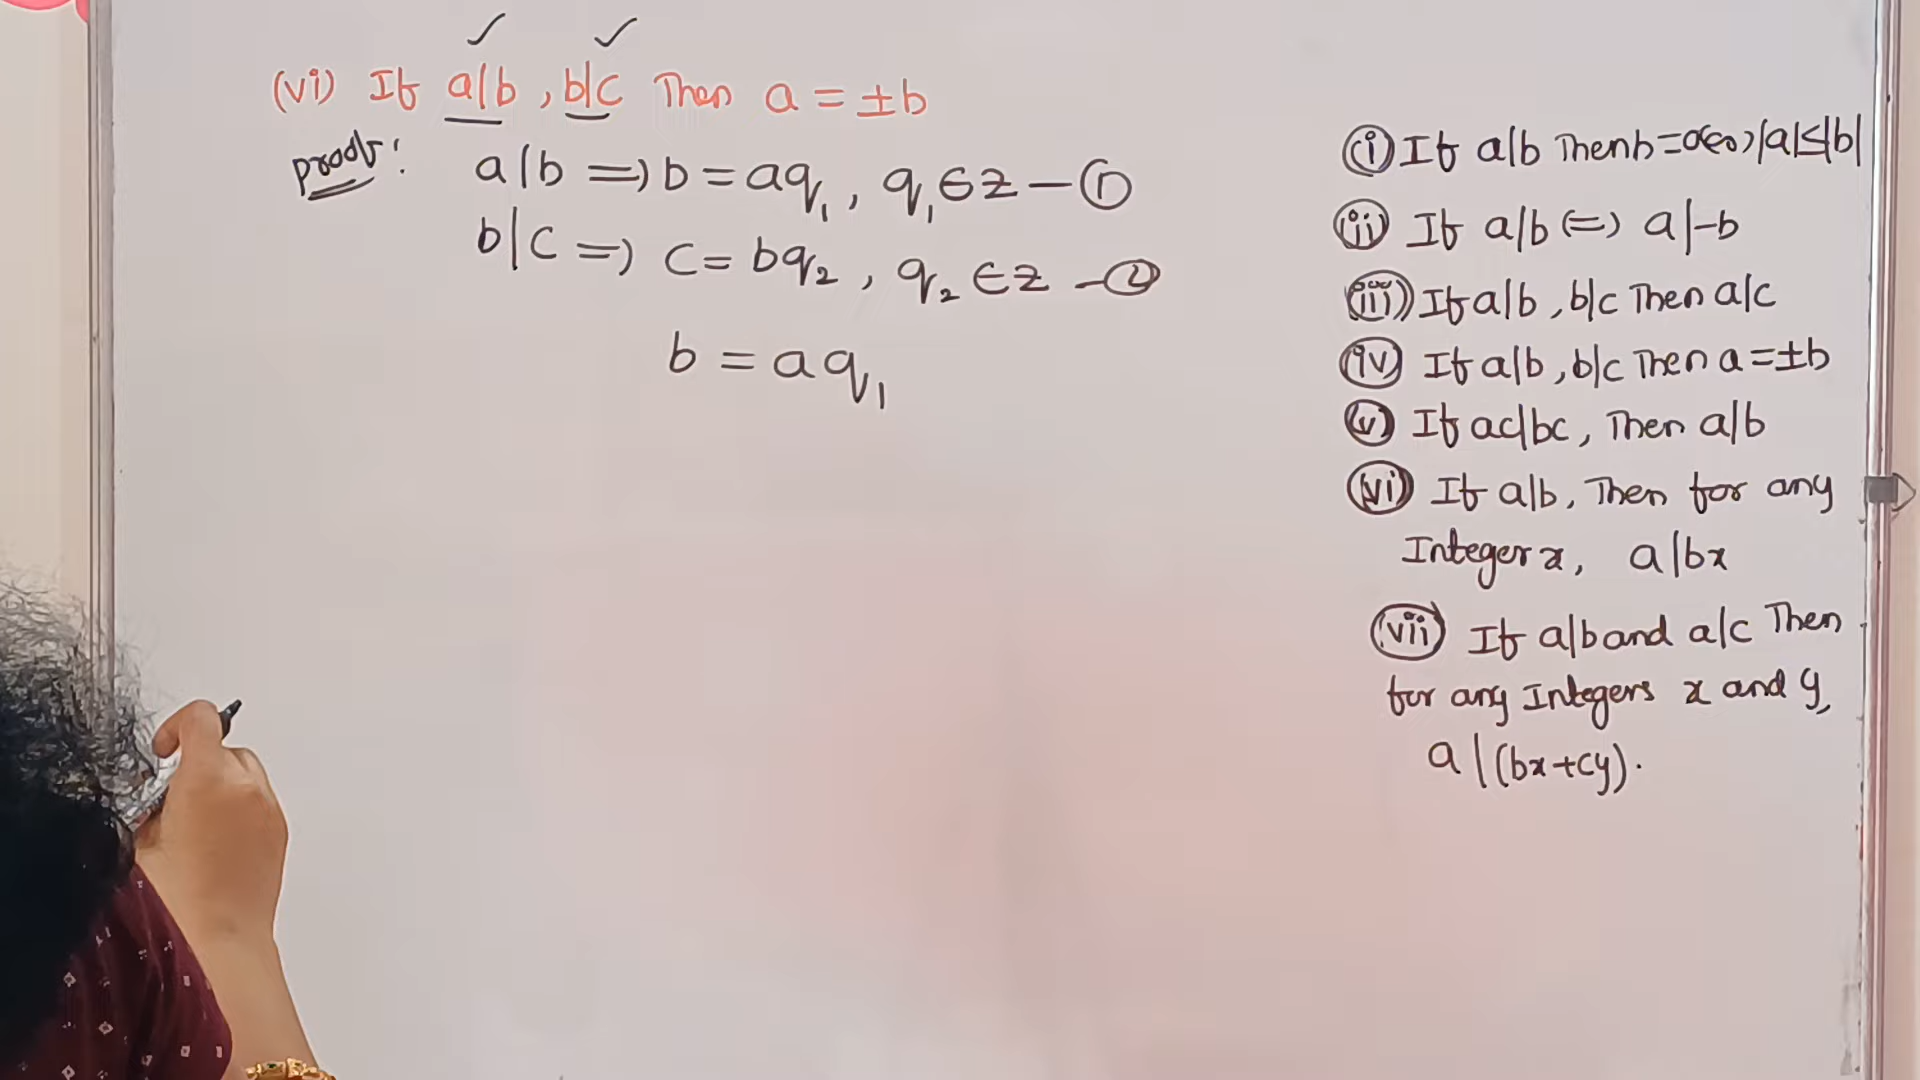 (vi) If a|b , b|c Then a = ±b
Proof :
a|b => b = aq₁ , q₁∈z — ①
b|c => c = bq₂ , q₂ ∈ z — ②
b = aq₁
(i) If a|b Then b = 0 (or) |a|≤|b|
(ii) If a|b <=> a|-b
(iii) If a|b , b|c Then a|c
(iv) If a|b , b|c Then a = ±b
(v) If ac|bc , Then a|b
(vi) If a|b , Then for any
Integer x , a|bx
(vii) If a|b and a|c Then
for any Integers x and y,
a | (bx+cy).